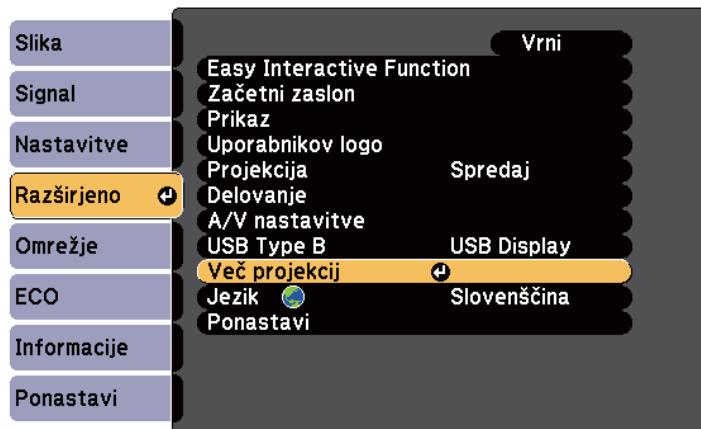 Slika
Signal
Nastavitve
Razširjeno
Omrežje
ECO
Informacije
Ponastavi
Vrni
Easy Interactive Function
Začetni zaslon
Prikaz
Uporabnikov logo
Projekcija Spredaj
Delovanje
A/V nastavitve
USB Type B USB Display
Več projekcij
Jezik Slovenščina
Ponastavi